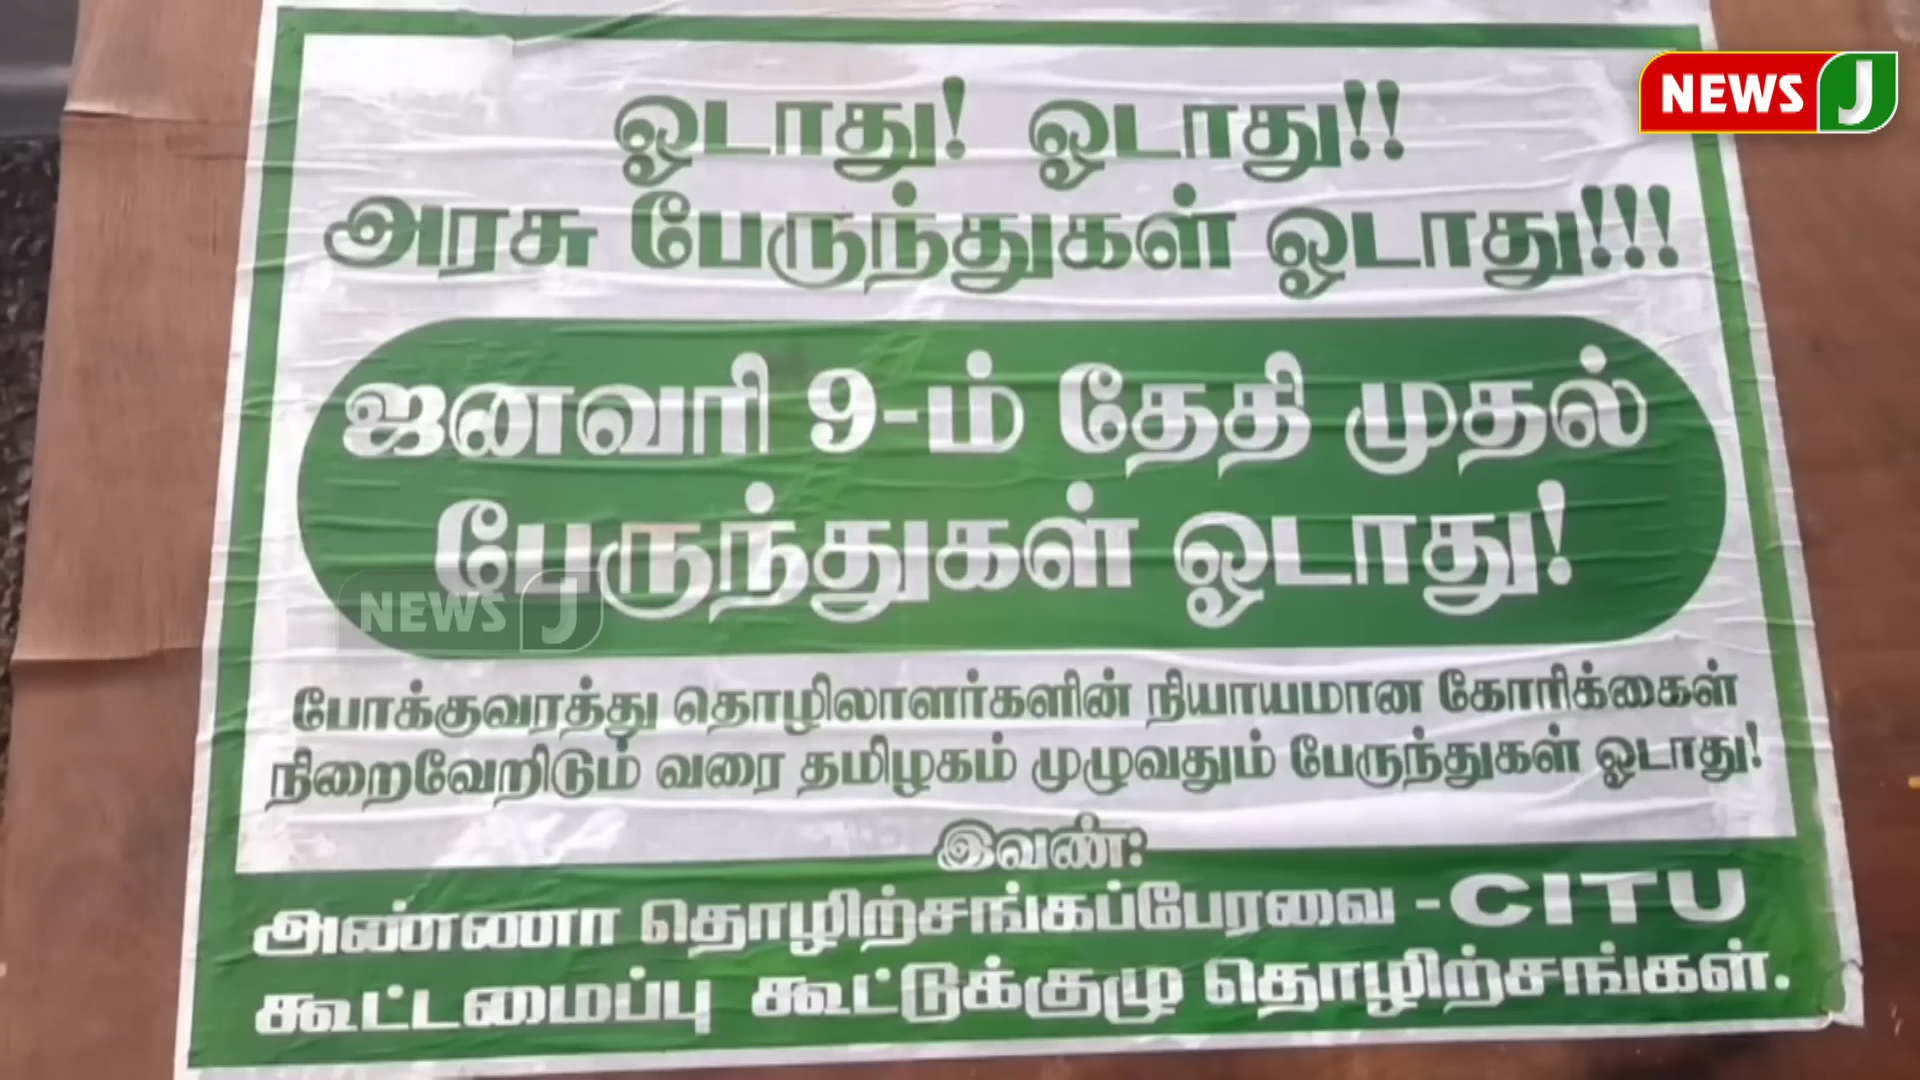 NEWS J
ஓடாது! ஓடாது!!
அரசு பேருந்துகள் ஓடாது!!!
ஜனவரி 9-ம் தேதி முதல்
பேருந்துகள் ஓடாது!
NEWS J
போக்குவரத்து தொழிலாளர்களின் நியாயமான கோரிக்கைகள்
நிறைவேறிடும் வரை தமிழகம் முழுவதும் பேருந்துகள் ஓடாது!
இவண்:
அண்ணா தொழிற்சங்கப்பேரவை - CITU
கூட்டமைப்பு கூட்டுக்குழு தொழிற்சங்கள்.